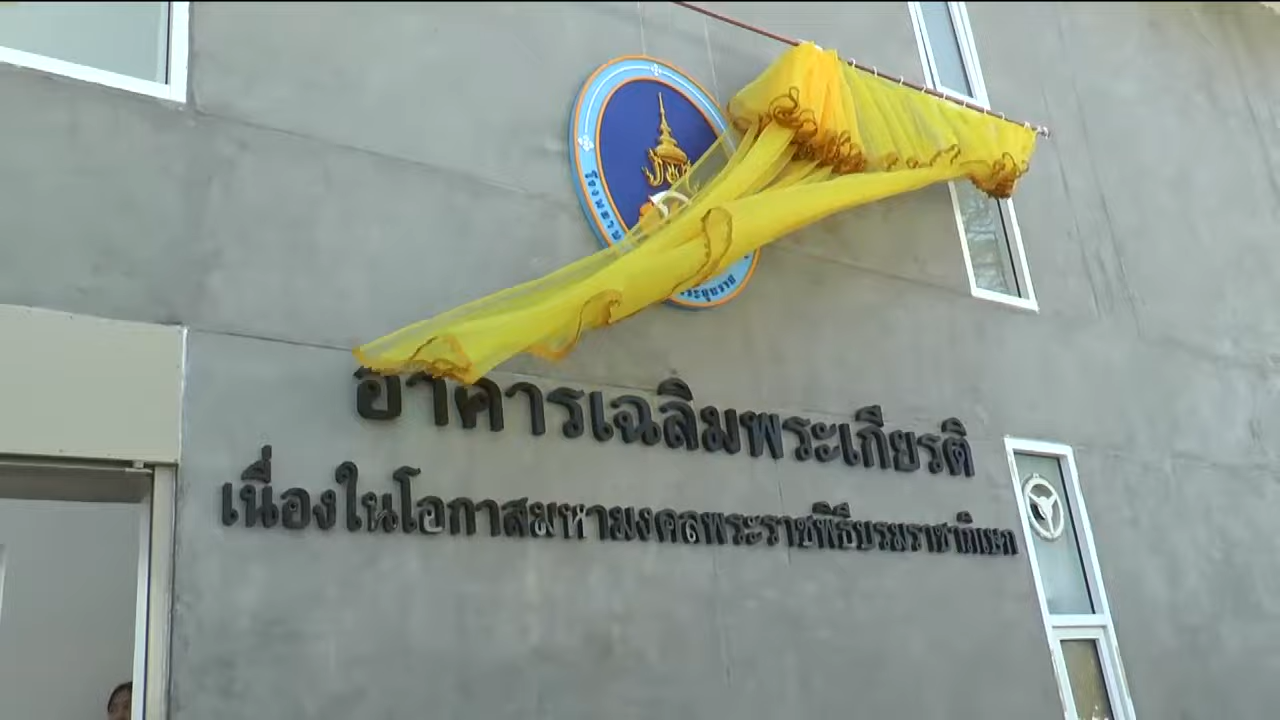 อาคารเฉลิมพระเกียรติ
เนื่องในโอกาสมหามงคลพระราชพิธีบรมราชาภิเษก